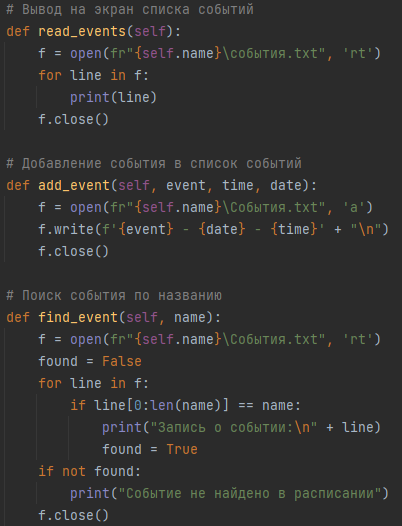 # Вывод на экран списка событий
def read_events(self):
    f = open(fr"{self.name}\события.txt", 'rt')
    for line in f:
        print(line)
    f.close()

# Добавление события в список событий
def add_event(self, event, time, date):
    f = open(fr"{self.name}\События.txt", 'a')
    f.write(f'{event} - {date} - {time}' + "\n")
    f.close()

# Поиск события по названию
def find_event(self, name):
    f = open(fr"{self.name}\События.txt", 'rt')
    found = False
    for line in f:
        if line[0:len(name)] == name:
            print("Запись о событии:\n" + line)
            found = True
    if not found:
        print("Событие не найдено в расписании")
    f.close()